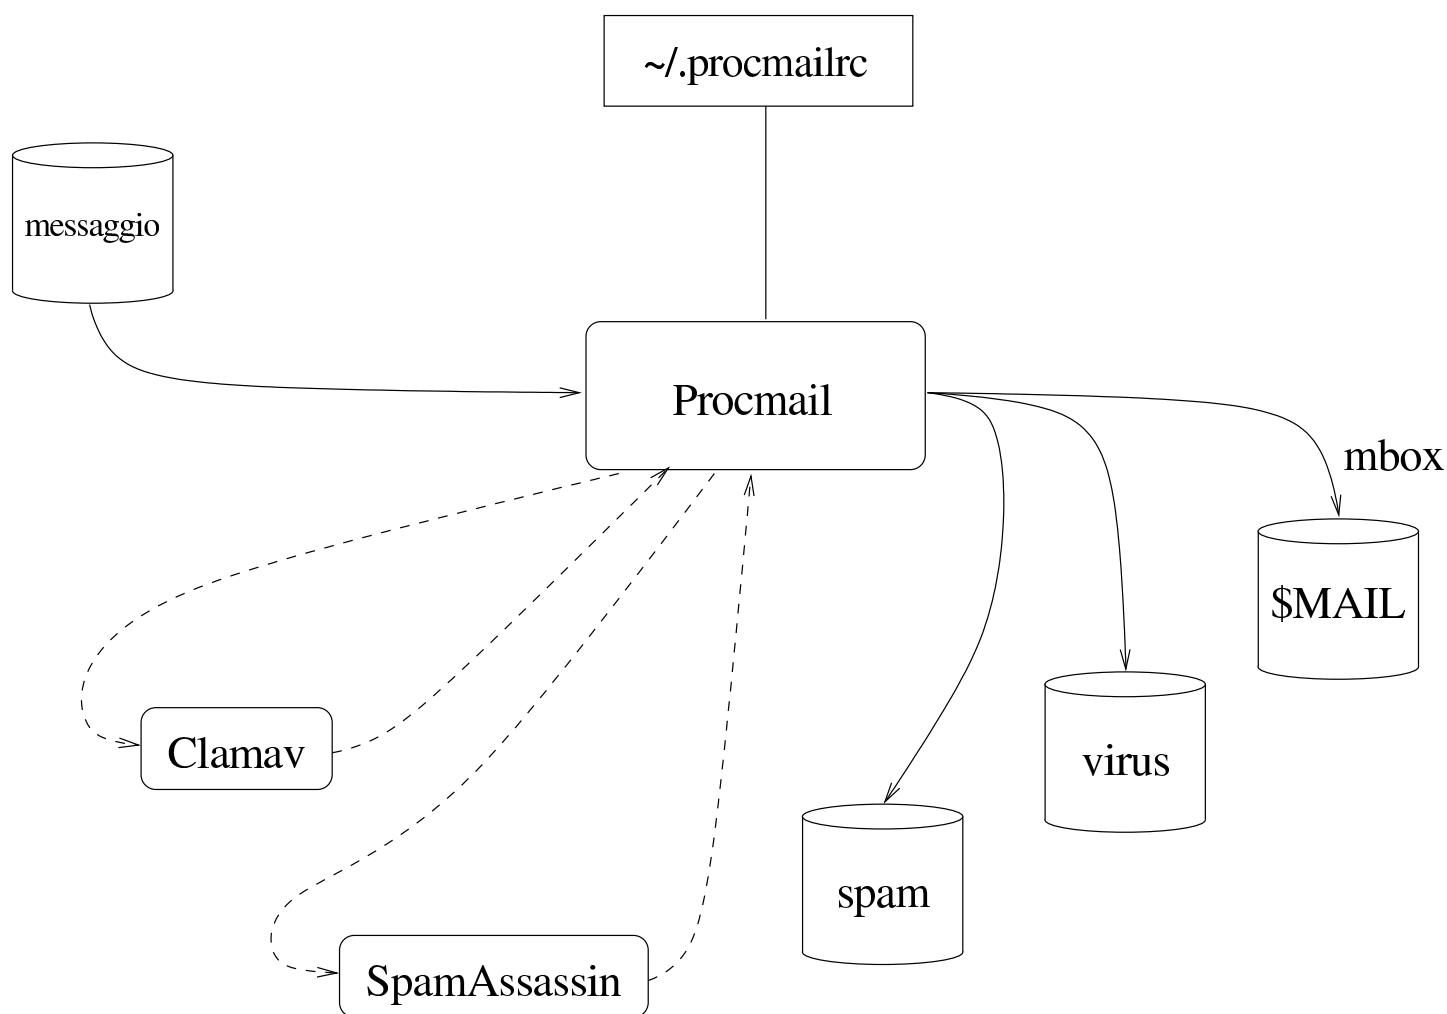 ~/.procmailrc
messaggio
Procmail
mbox
$MAIL
Clamav
virus
spam
SpamAssassin